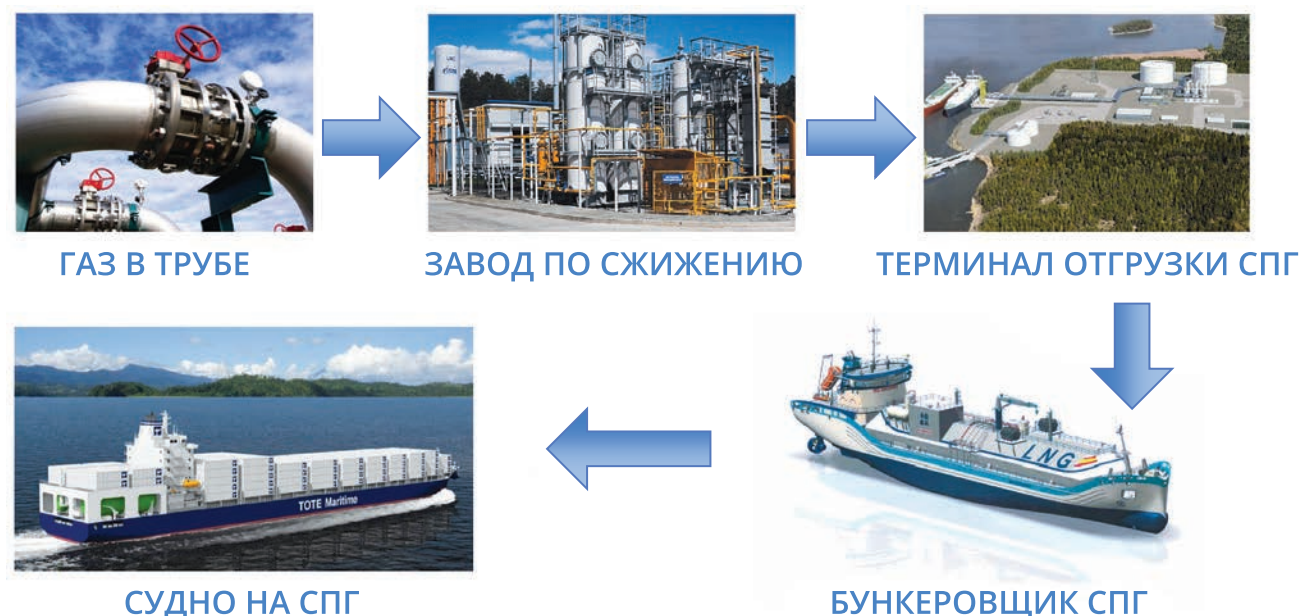 ГАЗ В ТРУБЕ
ЗАВОД ПО СЖИЖЕНИЮ
ТЕРМИНАЛ ОТГРУЗКИ СПГ
TOTE Maritime
LNG
СУДНО НА СПГ
БУНКЕРОВЩИК СПГ